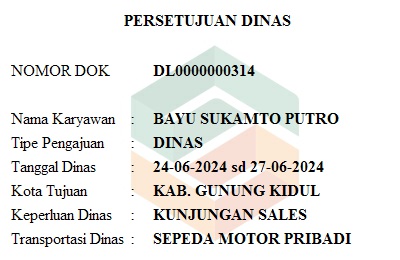 PERSETUJUAN DINAS
NOMOR DOK DL0000000314
Nama Karyawan : BAYU SUKAMTO PUTRO
Tipe Pengajuan : DINAS
Tanggal Dinas : 24-06-2024 sd 27-06-2024
Kota Tujuan : KAB. GUNUNG KIDUL
Keperluan Dinas : KUNJUNGAN SALES
Transportasi Dinas : SEPEDA MOTOR PRIBADI